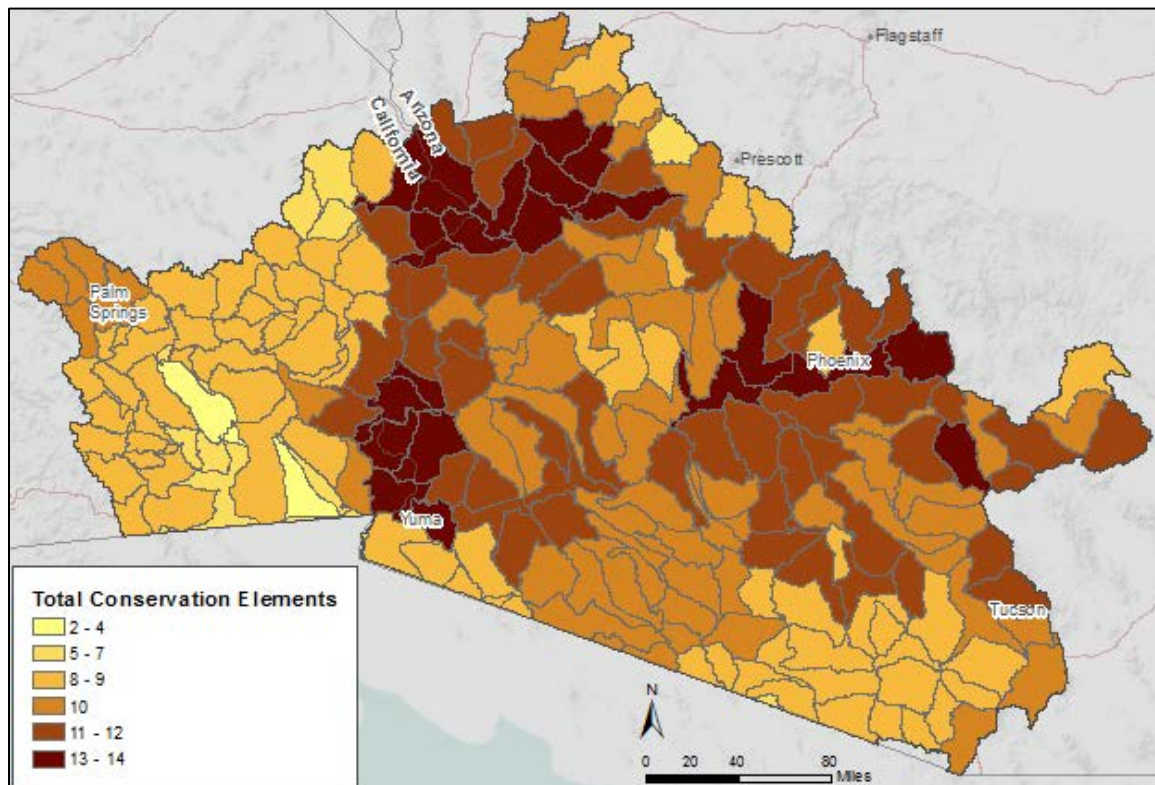 Flagstaff
Arizona
California
Prescott
Palm
Springs
Phoenix
Yuma
Tucson
Total Conservation Elements
2 - 4
5 - 7
8 - 9
10
11 - 12
13 - 14
N
0 20 40 80
Miles